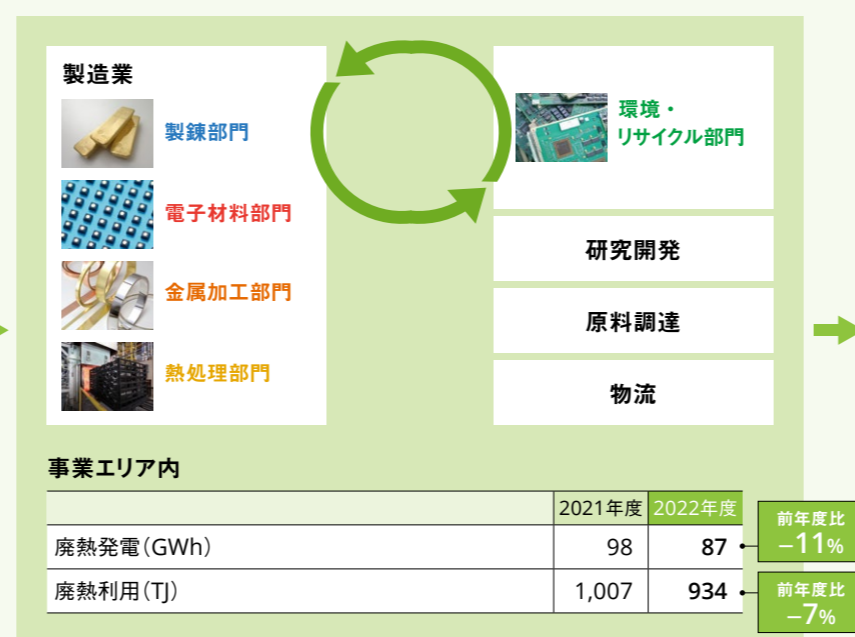 製造業
製錬部門
電子材料部門
金属加工部門
熱処理部門
環境・
リサイクル部門
研究開発
原料調達
物流
事業エリア内
2021年度 2022年度
廃熱発電（GWh） 98 87
前年度比
−11%
廃熱利用（TJ） 1,007 934
前年度比
−7%